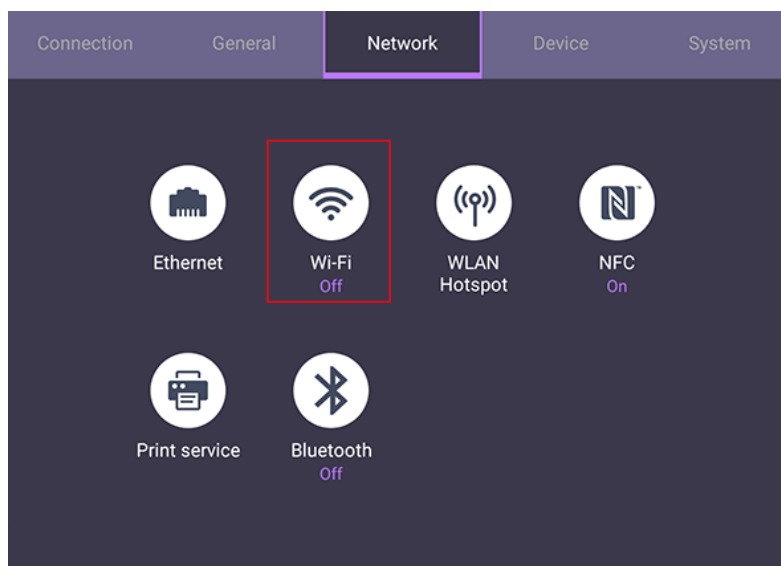 Connection General Network Device System
Ethernet
Wi-Fi
Off
WLAN
Hotspot
NFC
On
Print service
Bluetooth
Off